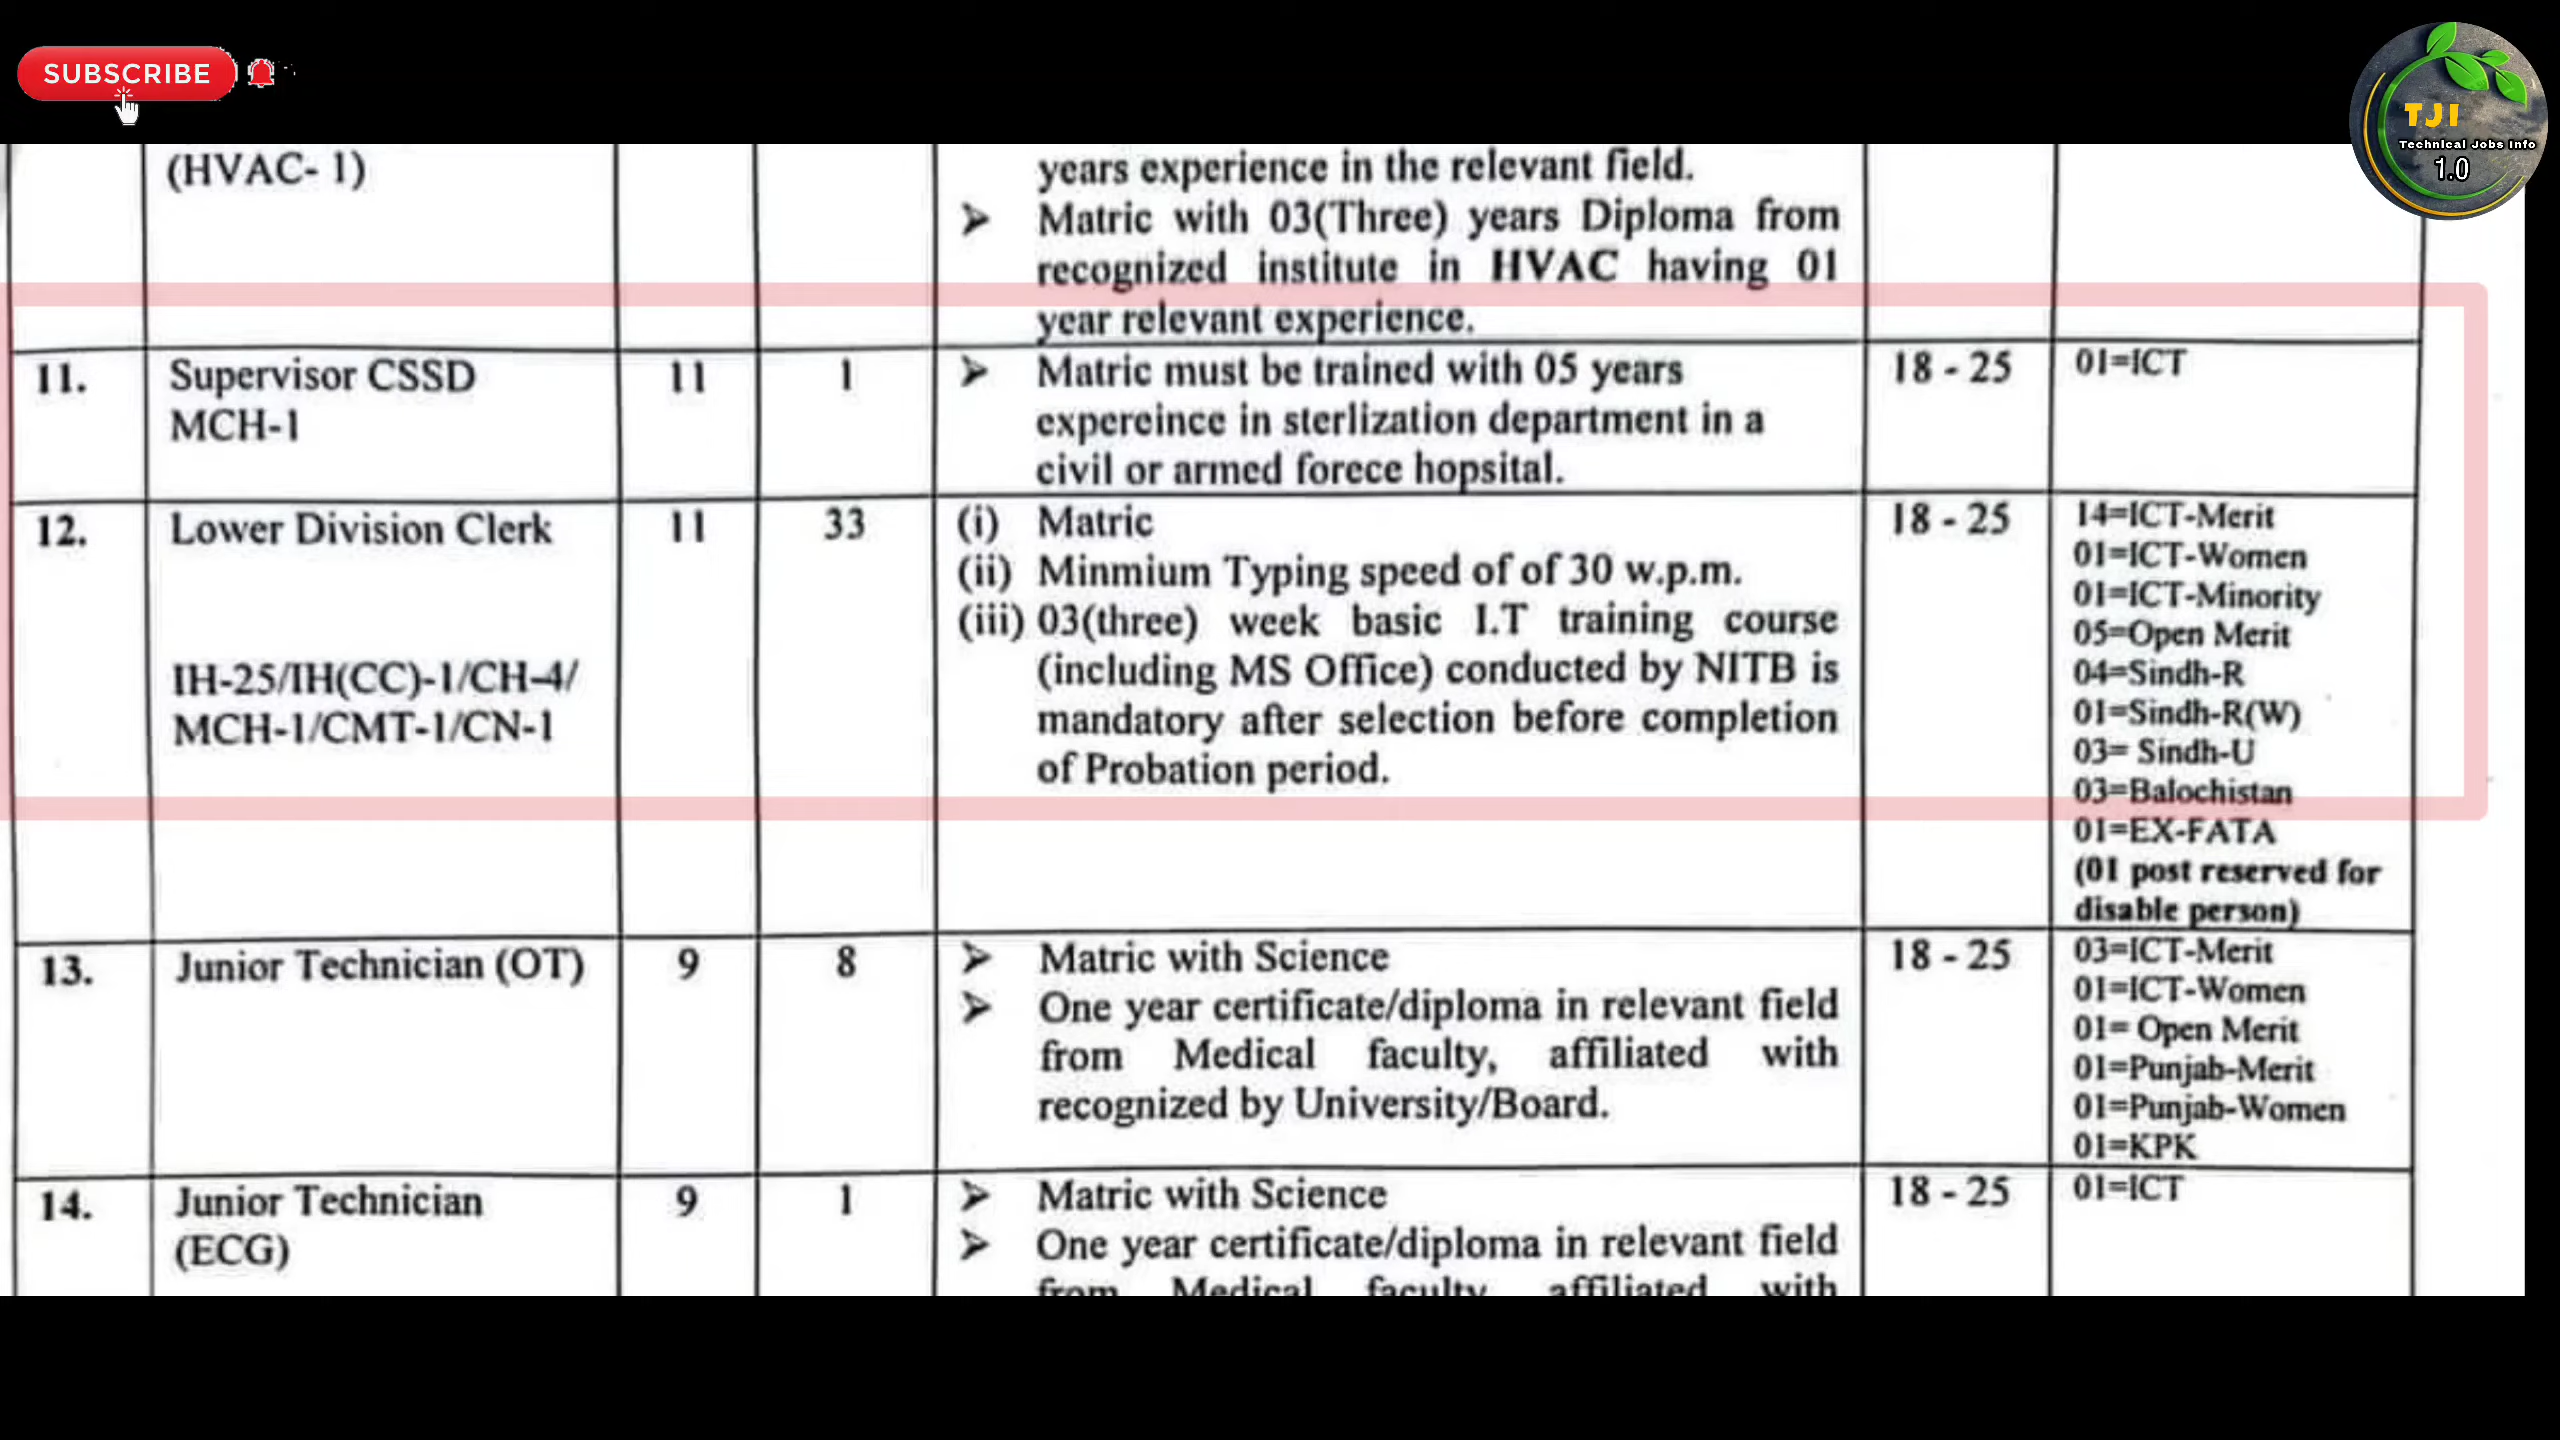 SUBSCRIBE
TJI
Technical Jobs Info
1.0
(HVAC- 1)
years experience in the relevant field.
➤ Matric with 03(Three) years Diploma from
recognized institute in HVAC having 01
year relevant experience.
11. Supervisor CSSD 11 1 ➤ Matric must be trained with 05 years 18 - 25 01=ICT
MCH-1 expereince in sterlization department in a
civil or armed forece hopsital.
12. Lower Division Clerk 11 33 (i) Matric 18 - 25 14=ICT-Merit
(ii) Minmium Typing speed of of 30 w.p.m. 01=ICT-Women
01=ICT-Minority
(iii) 03(three) week basic I.T training course 05=Open Merit
IH-25/IH(CC)-1/CH-4/ (including MS Office) conducted by NITB is 04=Sindh-R
MCH-1/CMT-1/CN-1 mandatory after selection before completion 01=Sindh-R(W)
of Probation period. 03= Sindh-U
03=Balochistan
01=EX-FATA
(01 post reserved for
disable person)
13. Junior Technician (OT) 9 8 ➤ Matric with Science 18 - 25 03=ICT-Merit
➤ One year certificate/diploma in relevant field 01=ICT-Women
01= Open Merit
from Medical faculty, affiliated with 01=Punjab-Merit
recognized by University/Board. 01=Punjab-Women
01=KPK
14. Junior Technician 9 1 ➤ Matric with Science 18 - 25 01=ICT
(ECG) ➤ One year certificate/diploma in relevant field
from Medical faculty, affiliated with